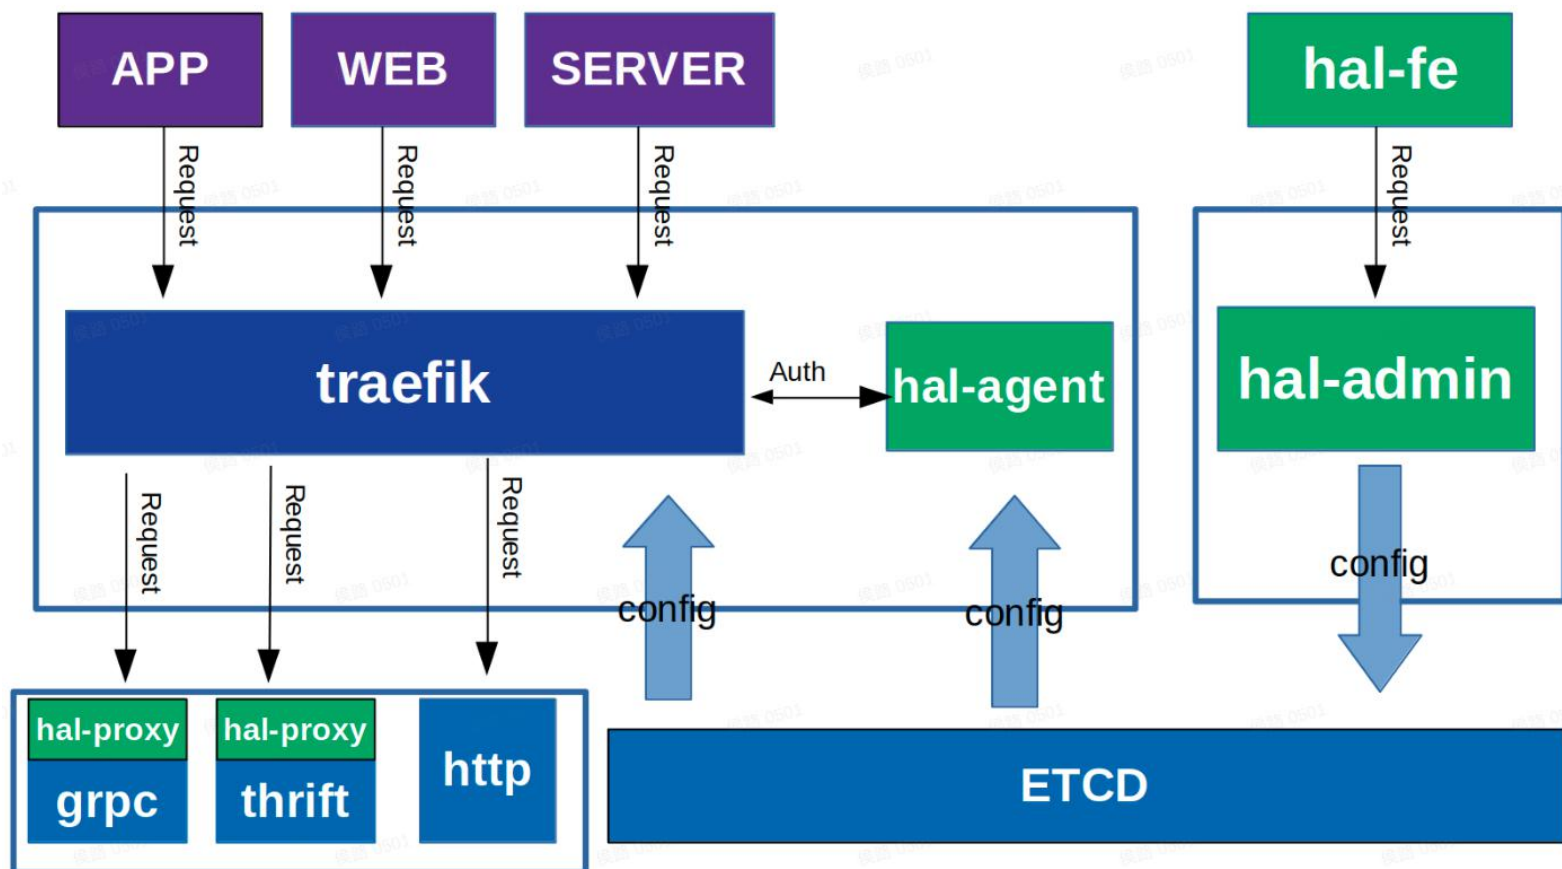 APP
WEB
SERVER
hal-fe
Request
Request
Request
Request
traefik
Auth
hal-agent
hal-admin
Request
Request
Request
config
config
config
hal-proxy
hal-proxy
http
grpc
thrift
ETCD